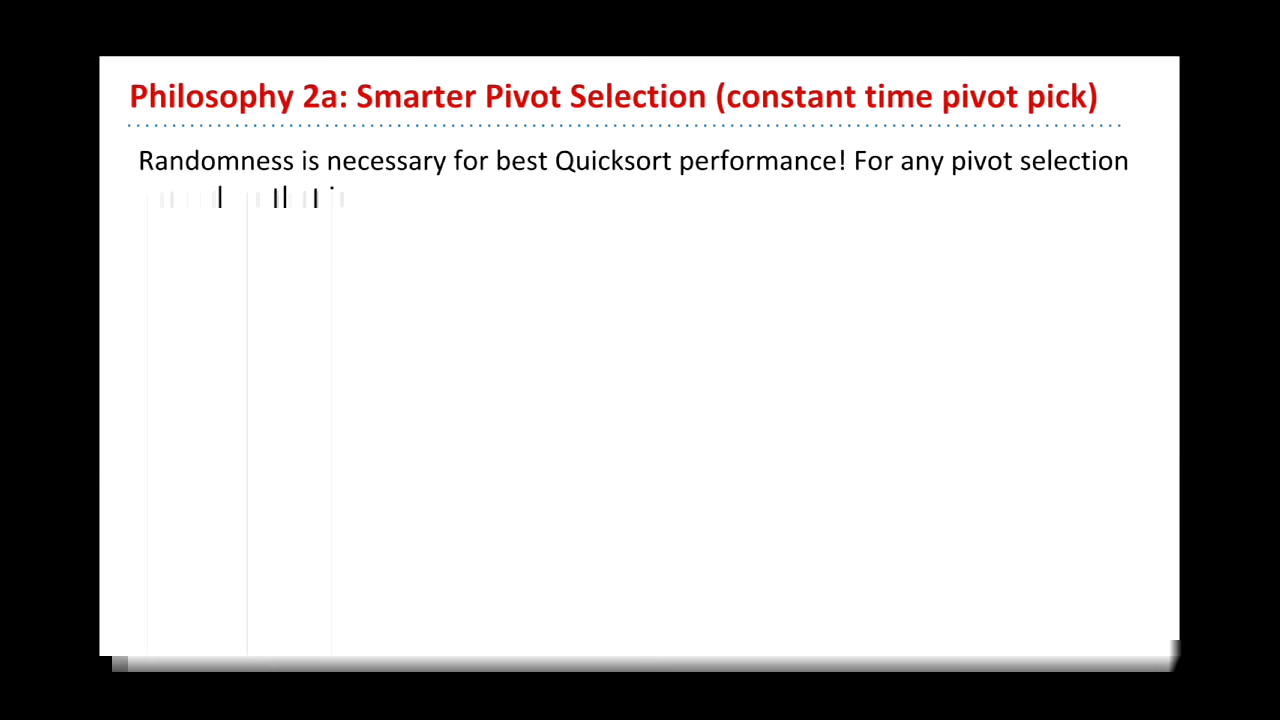 Philosophy 2a: Smarter Pivot Selection (constant time pivot pick)
Randomness is necessary for best Quicksort performance! For any pivot selection